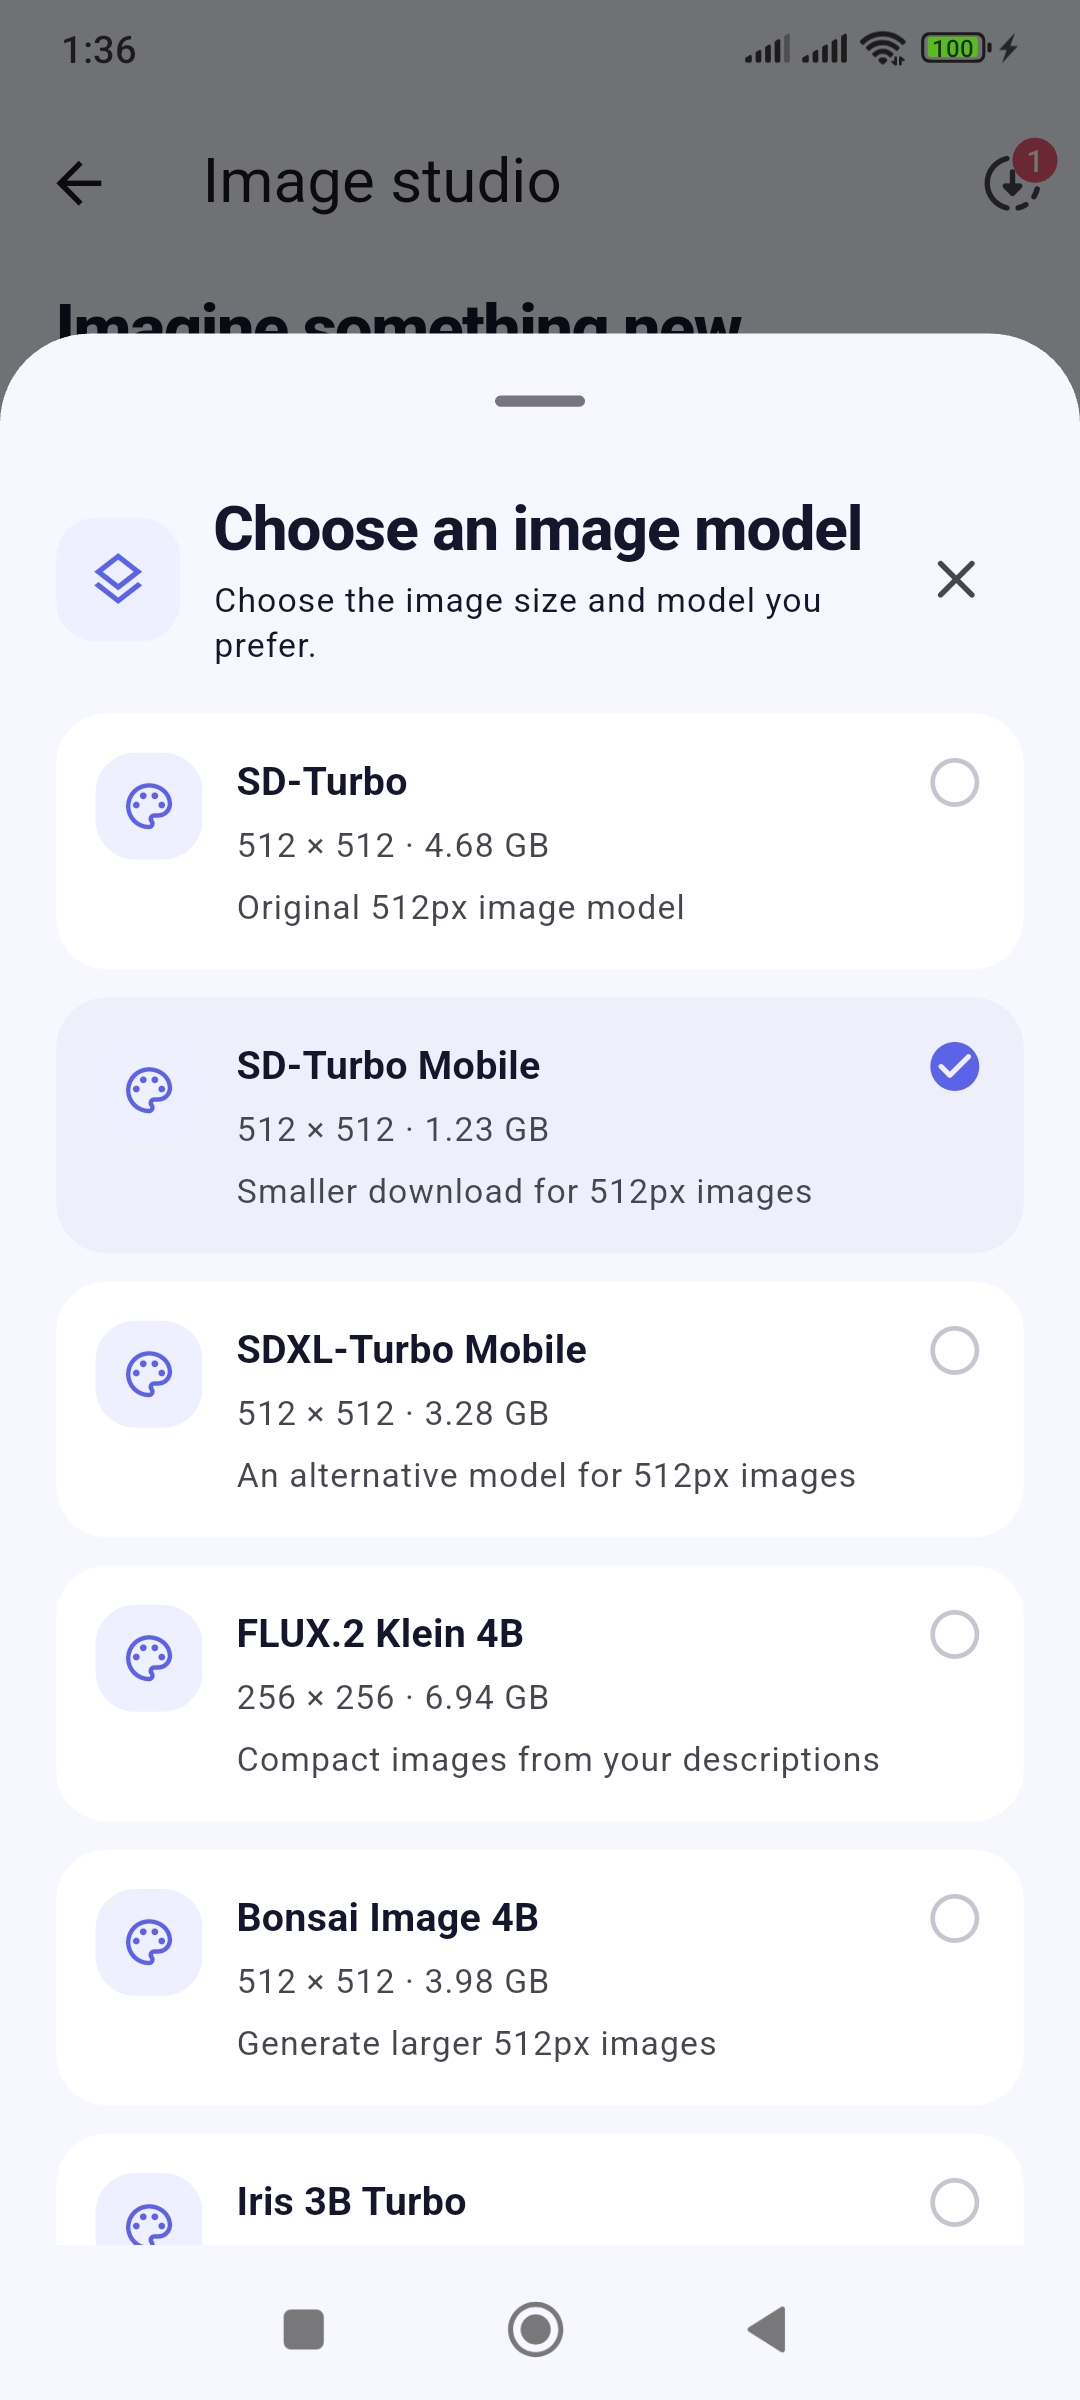 1:36
100
Image studio
1
Imagine something new
Choose an image model
Choose the image size and model you
prefer.
SD-Turbo
512 × 512 · 4.68 GB
Original 512px image model
SD-Turbo Mobile
512 × 512 · 1.23 GB
Smaller download for 512px images
SDXL-Turbo Mobile
512 × 512 · 3.28 GB
An alternative model for 512px images
FLUX.2 Klein 4B
256 × 256 · 6.94 GB
Compact images from your descriptions
Bonsai Image 4B
512 × 512 · 3.98 GB
Generate larger 512px images
Iris 3B Turbo